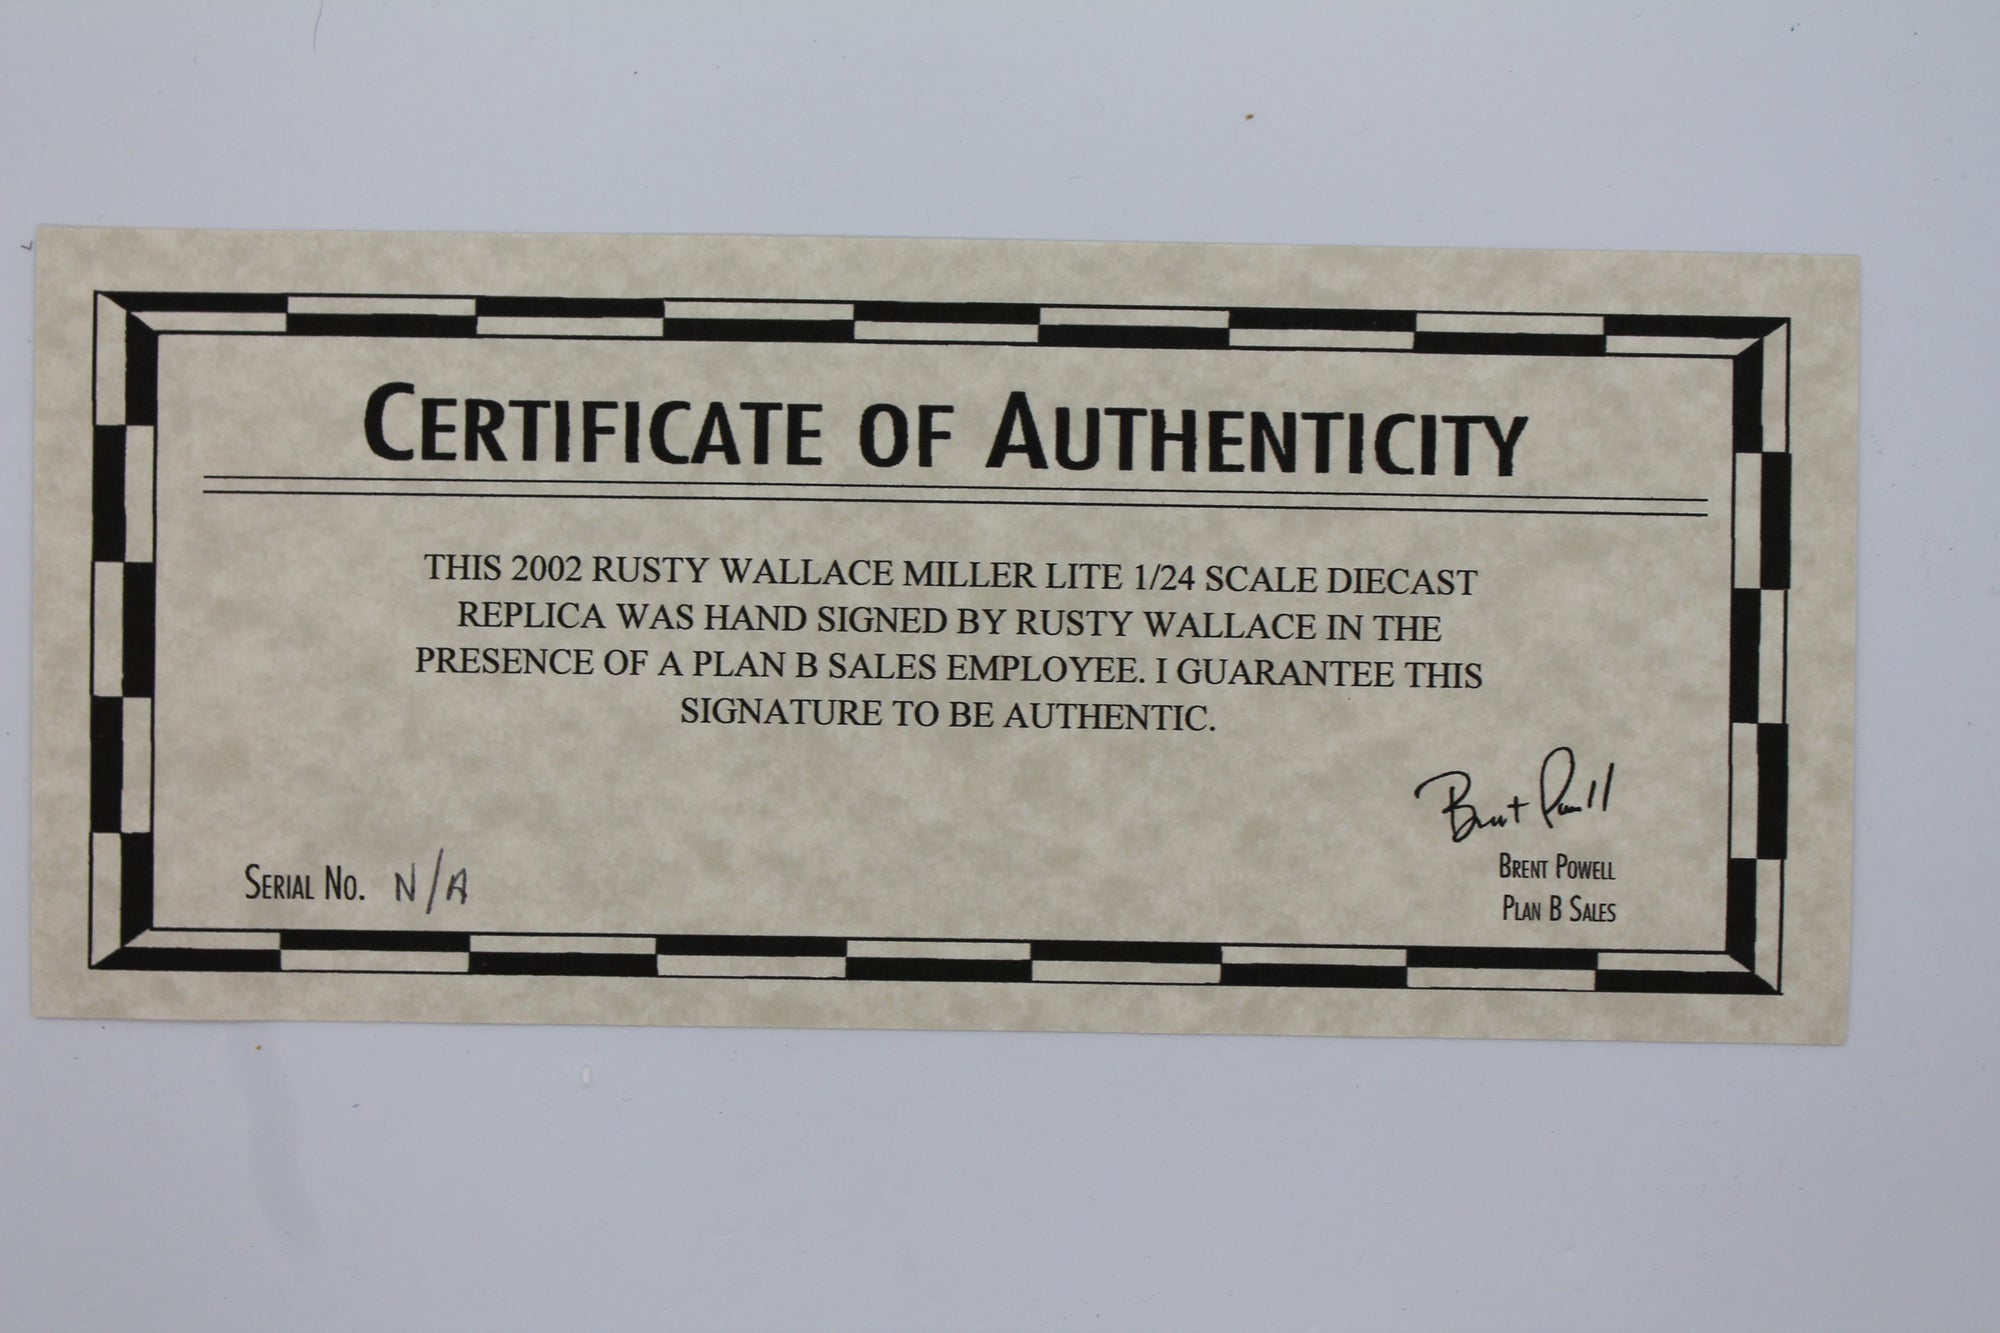 CERTIFICATE OF AUTHENTICITY
THIS 2002 RUSTY WALLACE MILLER LITE 1/24 SCALE DIECAST
REPLICA WAS HAND SIGNED BY RUSTY WALLACE IN THE
PRESENCE OF A PLAN B SALES EMPLOYEE. I GUARANTEE THIS
SIGNATURE TO BE AUTHENTIC.
Brent Powell
SERIAL NO. N/A
BRENT POWELL
PLAN B SALES